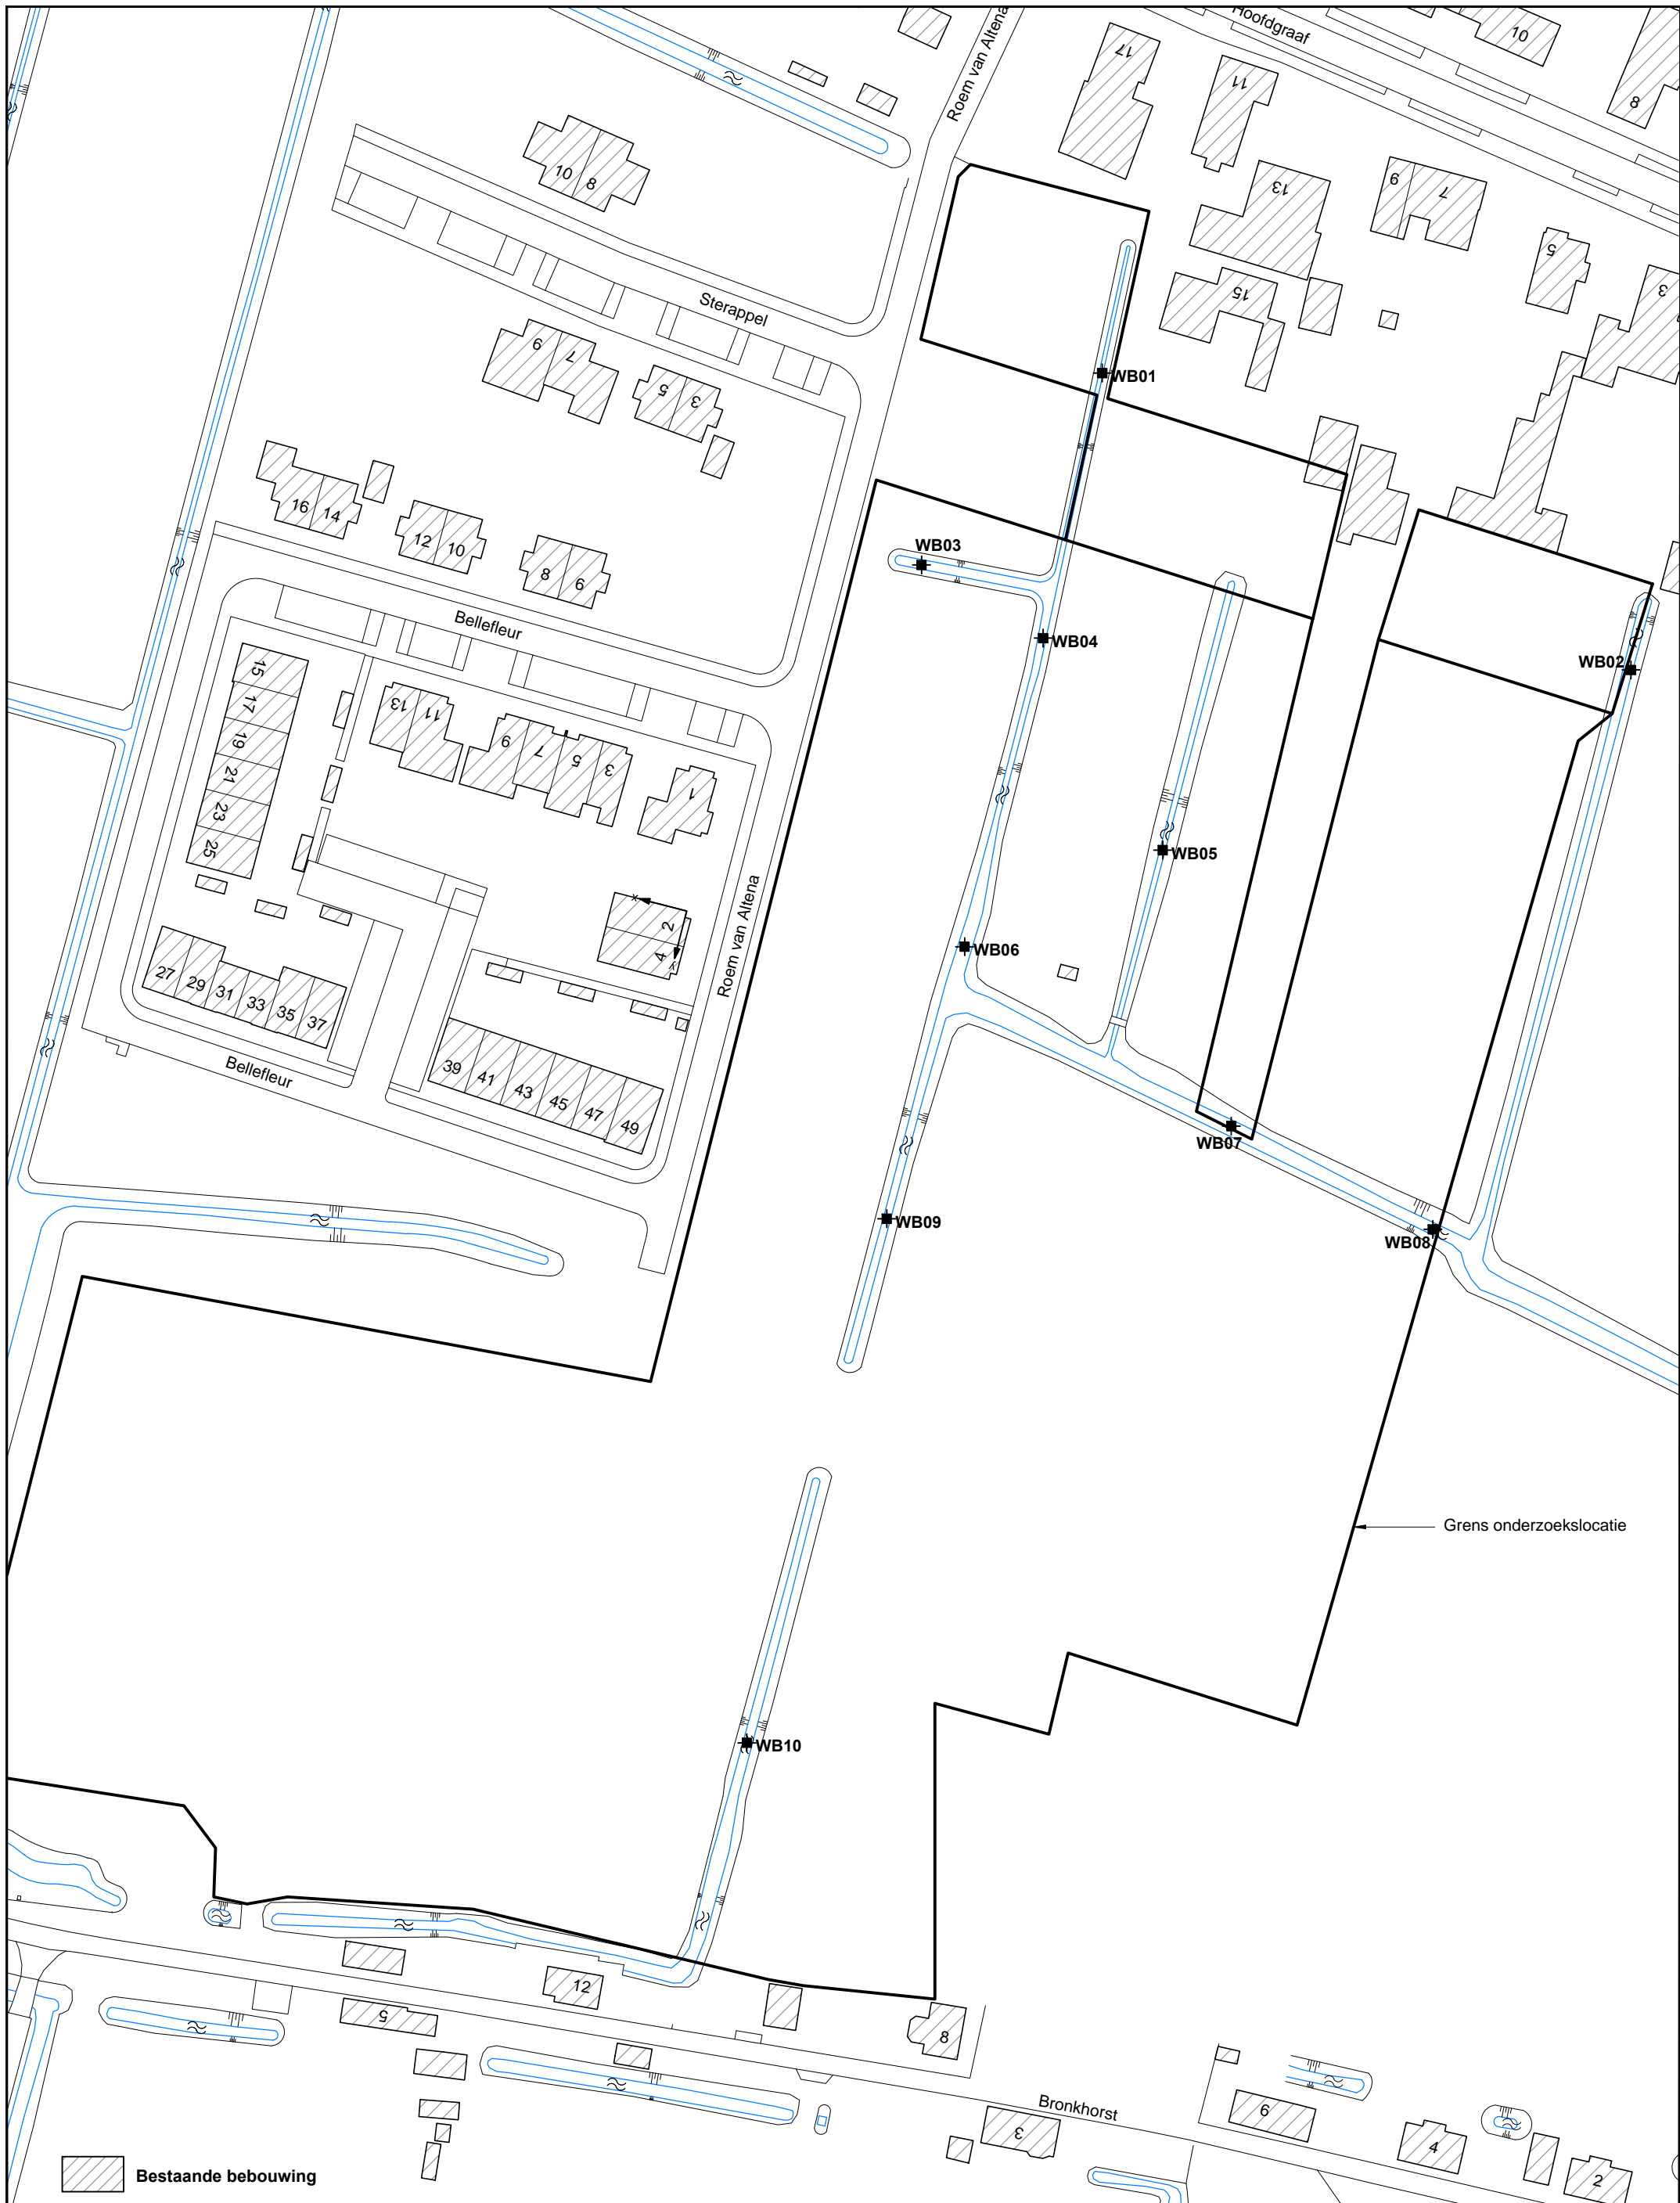 Hoofdgraaf
10
8
Roem van Altena
17
11
13
9
7
5
3
15
10
8
Sterappel
9
7
5
3
WB01
16
14
12
10
8
6
WB03
WB04
WB02
Bellefleur
15
17
19
21
23
25
13
11
9
7
5
3
1
2
4
Roem van Altena
WB05
WB06
27
29
31
33
35
37
39
41
43
45
47
49
Bellefleur
WB07
WB08
WB09
Grens onderzoekslocatie
WB10
12
5
8
Bronkhorst
3
6
4
2
Bestaande bebouwing